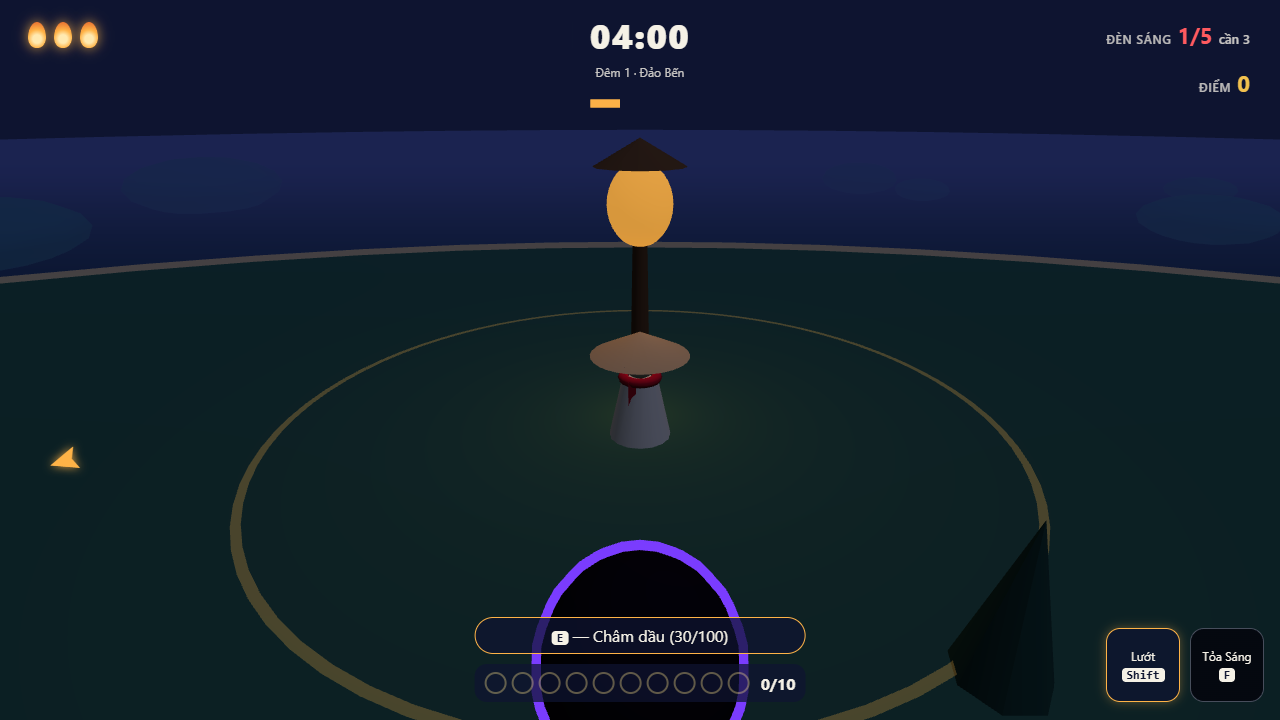 04:00
Đêm 1 · Đảo Bến
ĐÈN SÁNG 1/5 cần 3
ĐIỂM 0
E — Châm dầu (30/100)
0/10
Lướt
Shift
Tỏa Sáng
F